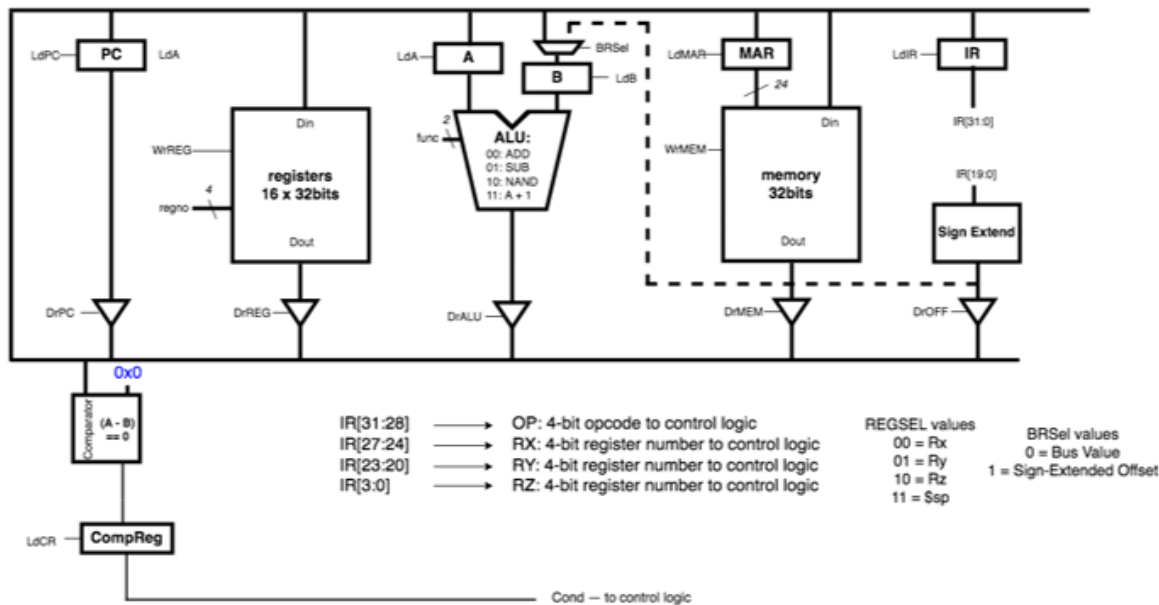 LdPC
PC
LdA
LdA
A
BRSel
B
LdB
LdMAR
MAR
24
LdIR
IR
IR[31:0]
Din
WrREG
registers
16 x 32bits
4
regno
Dout
2
func
ALU:
00: ADD
01: SUB
10: NAND
11: A + 1
Din
WrMEM
memory
32bits
Dout
IR[19:0]
Sign Extend
DrPC
DrREG
DrALU
DrMEM
DrOFF
0x0
Comparator
(A - B)
== 0
LdCR
CompReg
Cond — to control logic
IR[31:28] OP: 4-bit opcode to control logic
IR[27:24] RX: 4-bit register number to control logic
IR[23:20] RY: 4-bit register number to control logic
IR[3:0] RZ: 4-bit register number to control logic
REGSEL values
00 = Rx
01 = Ry
10 = Rz
11 = $sp
BRSel values
0 = Bus Value
1 = Sign-Extended Offset